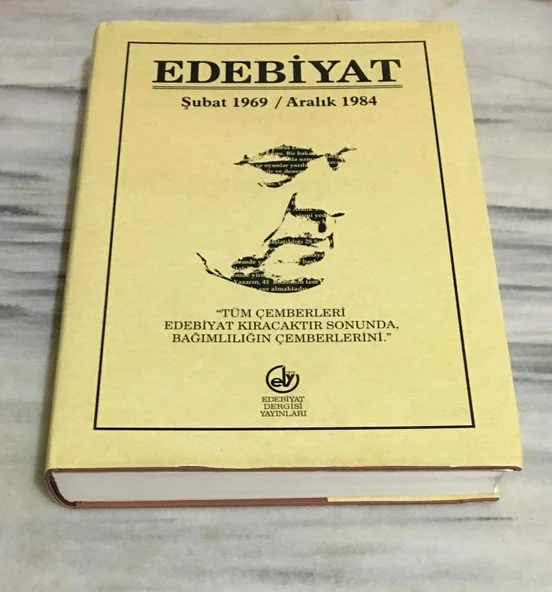 EDEBİYAT
Şubat 1969 / Aralık 1984
“TÜM ÇEMBERLERİ
EDEBİYAT KIRACAKTIR SONUNDA,
BAĞIMLILIĞIN ÇEMBERLERİNİ.”
edy
EDEBİYAT
DERGİSİ
YAYINLARI